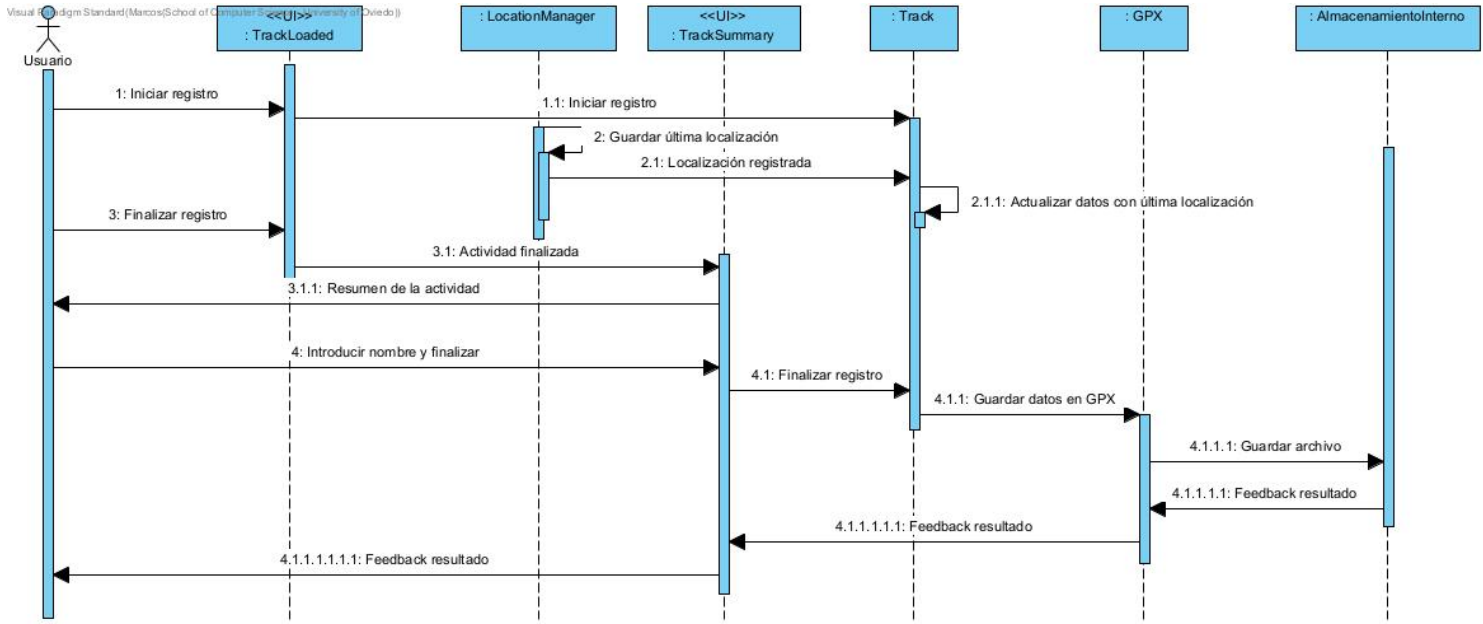 Visual Paradigm Standard(Marcos(School of Computer Science - University of Oviedo))
Usuario
<<UI>>
: TrackLoaded
: LocationManager
<<UI>>
: TrackSummary
: Track
: GPX
: AlmacenamientoInterno
1: Iniciar registro
1.1: Iniciar registro
2: Guardar última localización
2.1: Localización registrada
2.1.1: Actualizar datos con última localización
3: Finalizar registro
3.1: Actividad finalizada
3.1.1: Resumen de la actividad
4: Introducir nombre y finalizar
4.1: Finalizar registro
4.1.1: Guardar datos en GPX
4.1.1.1: Guardar archivo
4.1.1.1.1: Feedback resultado
4.1.1.1.1.1: Feedback resultado
4.1.1.1.1.1.1: Feedback resultado